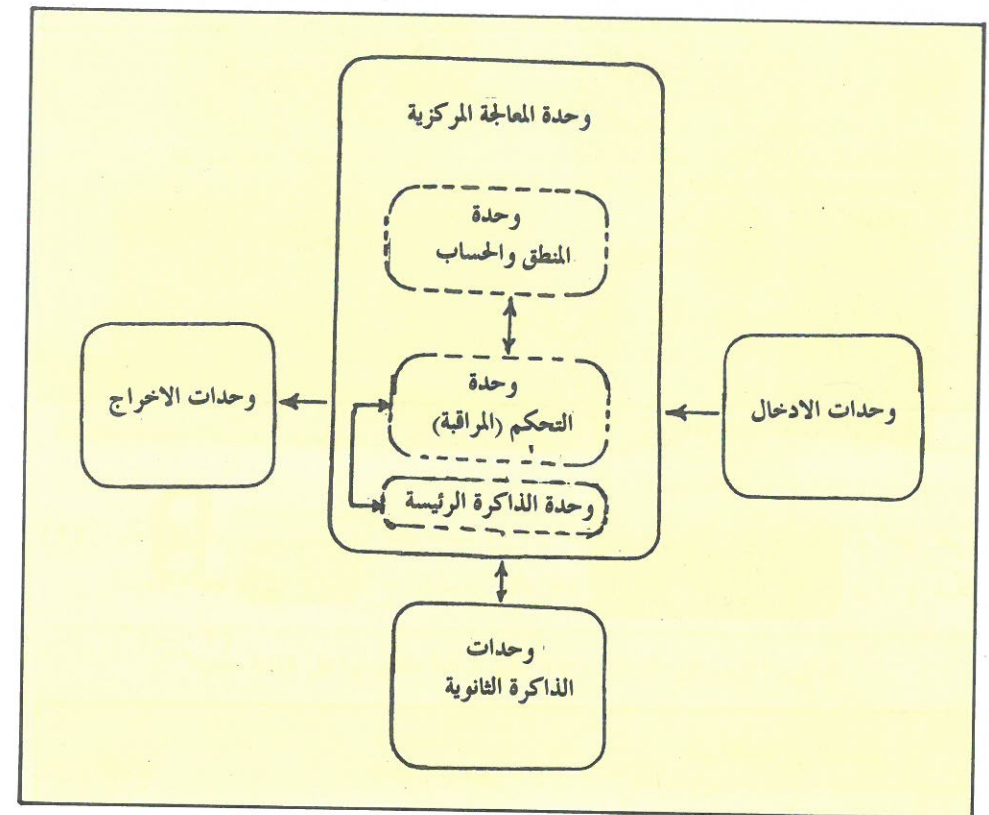 وحدة المعالجة المركزية
وحدة
المنطق والحساب
وحدة
التحكم (المراقبة)
وحدة الذاكرة الرئيسة
وحدات الادخال
وحدات الاخراج
وحدات
الذاكرة الثانوية